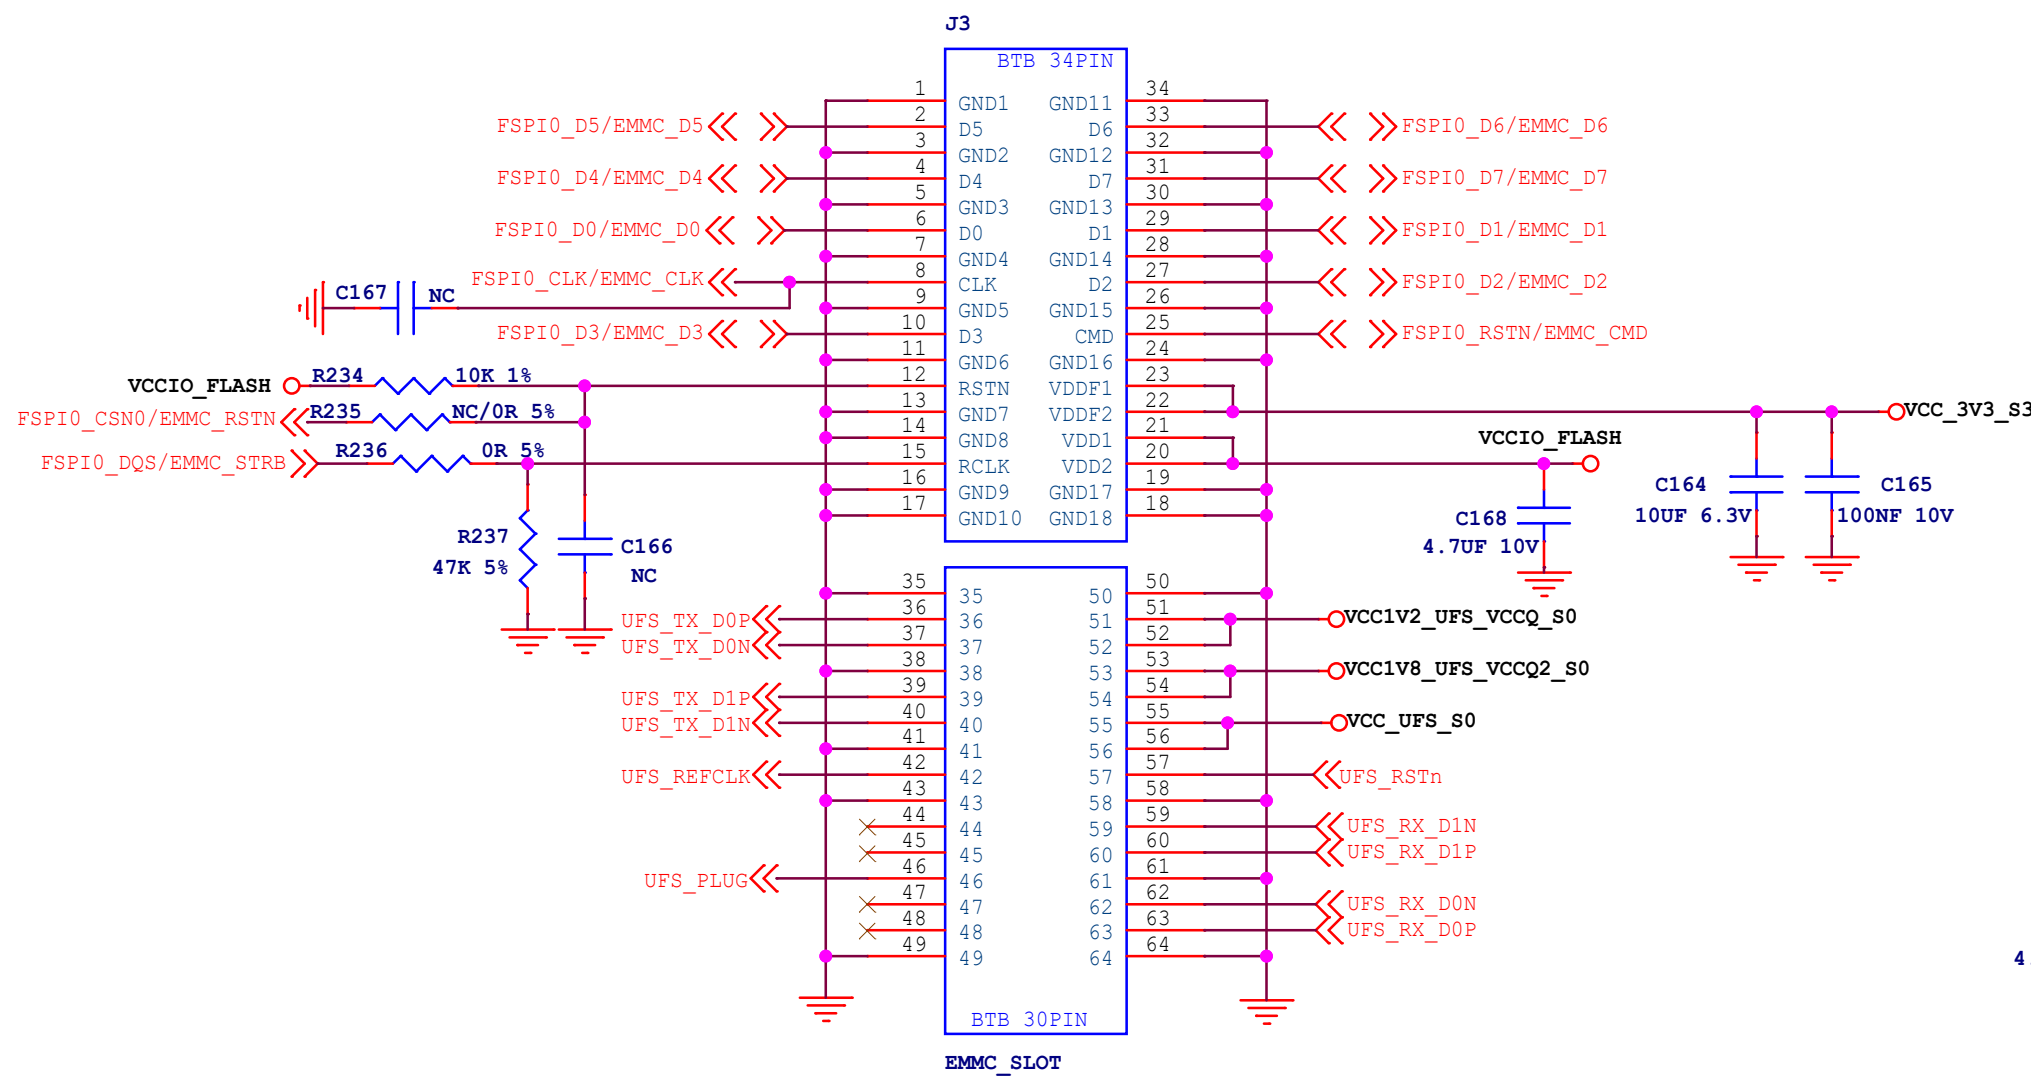 J3
BTB 34PIN
1 GND1 GND11 34
FSPI0_D5/EMMC_D5 2 D5 D6 33 FSPI0_D6/EMMC_D6
3 GND2 GND12 32
FSPI0_D4/EMMC_D4 4 D4 D7 31 FSPI0_D7/EMMC_D7
5 GND3 GND13 30
FSPI0_D0/EMMC_D0 6 D0 D1 29 FSPI0_D1/EMMC_D1
7 GND4 GND14 28
FSPI0_CLK/EMMC_CLK 8 CLK D2 27 FSPI0_D2/EMMC_D2
C167 NC 9 GND5 GND15 26
FSPI0_D3/EMMC_D3 10 D3 CMD 25 FSPI0_RSTN/EMMC_CMD
11 GND6 GND16 24
VCCIO_FLASH R234 10K 1% 12 RSTN VDDF1 23
FSPI0_CSN0/EMMC_RSTN R235 NC/0R 5% 13 GND7 VDDF2 22 VCC_3V3_S3
14 GND8 VDD1 21 VCCIO_FLASH
FSPI0_DQS/EMMC_STRB R236 0R 5% 15 RCLK VDD2 20
16 GND9 GND17 19 C164 C165
17 GND10 GND18 18 10UF 6.3V 100NF 10V
C168
4.7UF 10V
R237 C166
47K 5% NC
35 35 50 50
UFS_TX_D0P 36 36 51 VCC1V2_UFS_VCCQ_S0
UFS_TX_D0N 37 37 52
38 38 53 53 VCC1V8_UFS_VCCQ2_S0
UFS_TX_D1P 39 39 54 54
UFS_TX_D1N 40 40 55 55 VCC_UFS_S0
41 41 56 56
UFS_REFCLK 42 42 57 57 UFS_RSTn
43 43 58 58
44 44 59 59 UFS_RX_D1N
45 45 60 60 UFS_RX_D1P
UFS_PLUG 46 46 61 61
47 47 62 62 UFS_RX_D0N
48 48 63 63 UFS_RX_D0P
49 49 64 64
4
BTB 30PIN
EMMC_SLOT